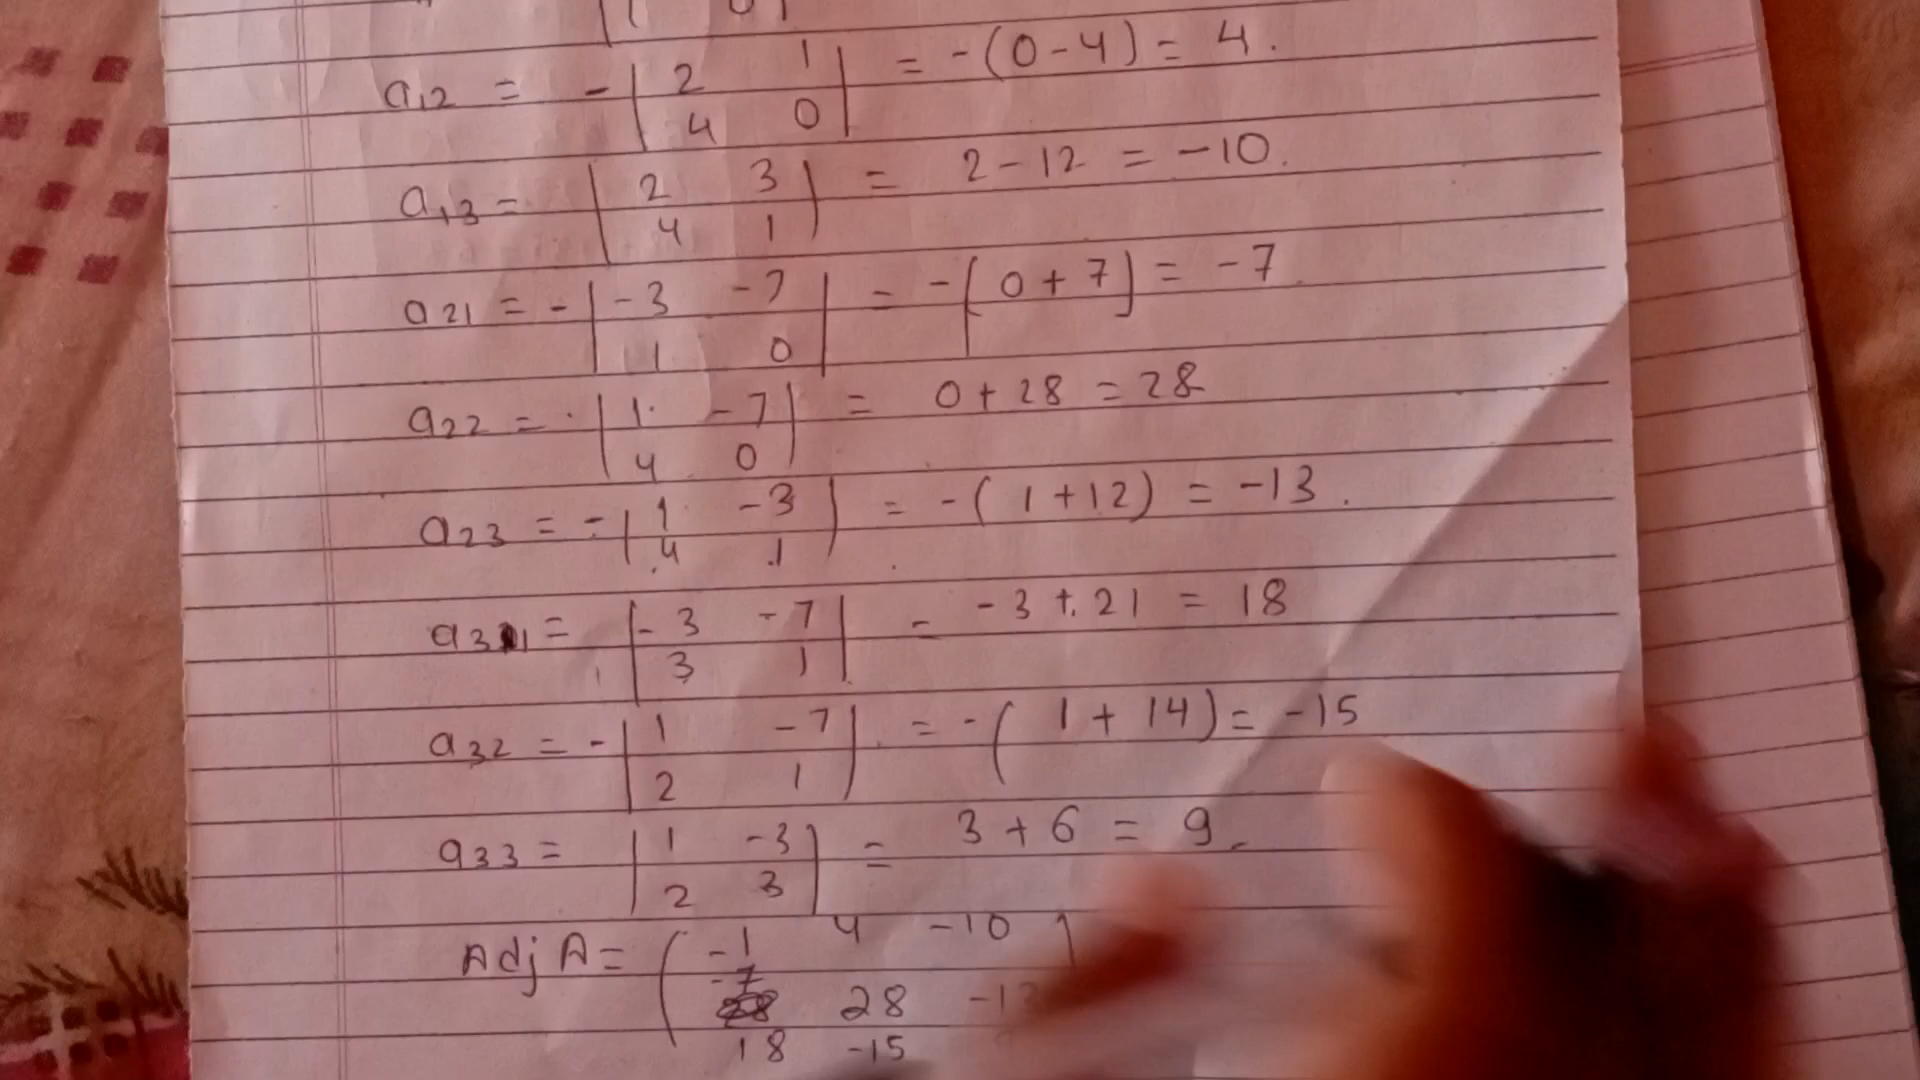 a12 = - | 2 1 | = -(0-4) = 4.
4 0
a13 = | 2 3 | = 2-12 = -10.
4 1
a21 = - | -3 -7 | = -(0+7) = -7
1 0
a22 = | 1 -7 | = 0+28 = 28
4 0
a23 = - | 1 -3 | = -(1+12) = -13.
4 1
a31 = | -3 -7 | = -3+21 = 18
3 1
a32 = - | 1 -7 | = -(1+14) = -15
2 1
a33 = | 1 -3 | = 3+6 = 9
2 3
Adj A = ( -1 4 -10
-7 28
18 -15